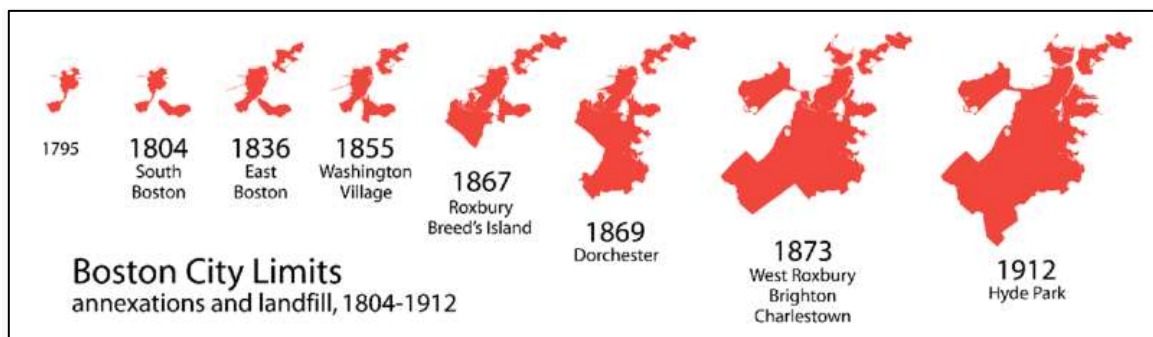 1795
1804
South
Boston
1836
East
Boston
1855
Washington
Village
1867
Roxbury
Breed's Island
1869
Dorchester
1873
West Roxbury
Brighton
Charlestown
1912
Hyde Park
Boston City Limits
annexations and landfill, 1804-1912